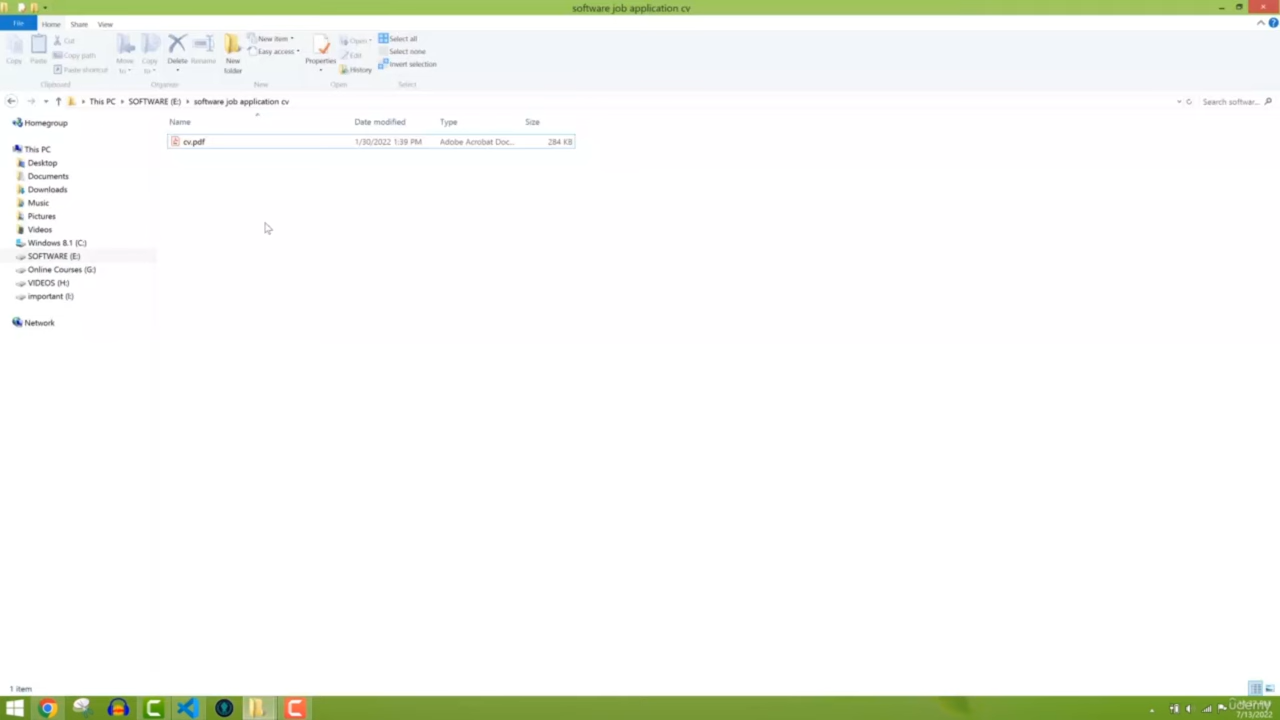 software job application cv
File Home Share View
Copy
Paste
Cut
Copy path
Paste shortcut
Move to
Copy to
Delete
Rename
New folder
New item
Easy access
Properties
Open
Edit
History
Select all
Select none
Invert selection
Clipboard Organize New Open Select
This PC SOFTWARE (E:) software job application cv
Search softwar...
Name Date modified Type Size
cv.pdf 1/30/2022 1:39 PM Adobe Acrobat Doc... 284 KB
Homegroup
This PC
Desktop
Documents
Downloads
Music
Pictures
Videos
Windows 8.1 (C:)
SOFTWARE (E:)
Online Courses (G:)
VIDEOS (H:)
important (I:)
Network
1 item
Udemy
7/13/2022